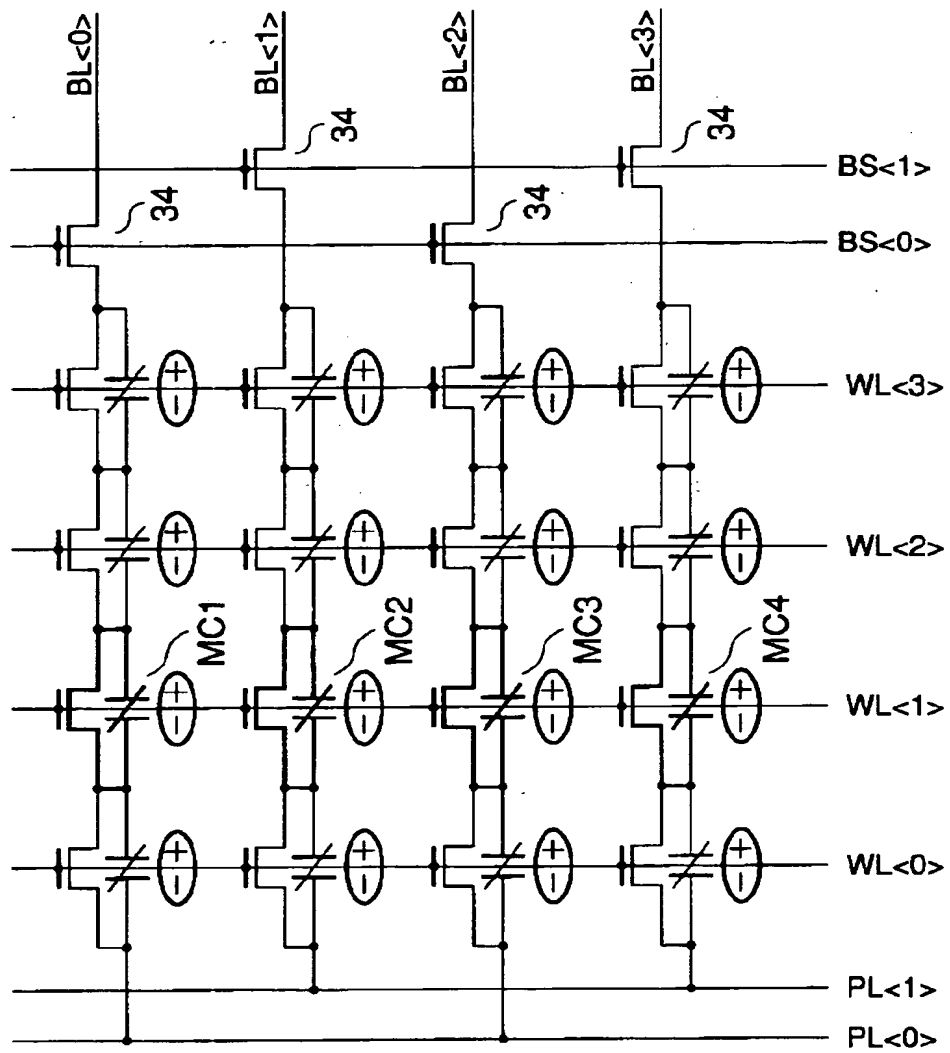 BL<0>
BL<1>
BL<2>
BL<3>
34
34
34
34
BS<1>
BS<0>
+ −
+ −
+ −
+ −
WL<3>
+ −
+ −
+ −
+ −
WL<2>
MC1
MC2
MC3
MC4
+ −
+ −
+ −
+ −
WL<1>
+ −
+ −
+ −
+ −
WL<0>
PL<1>
PL<0>